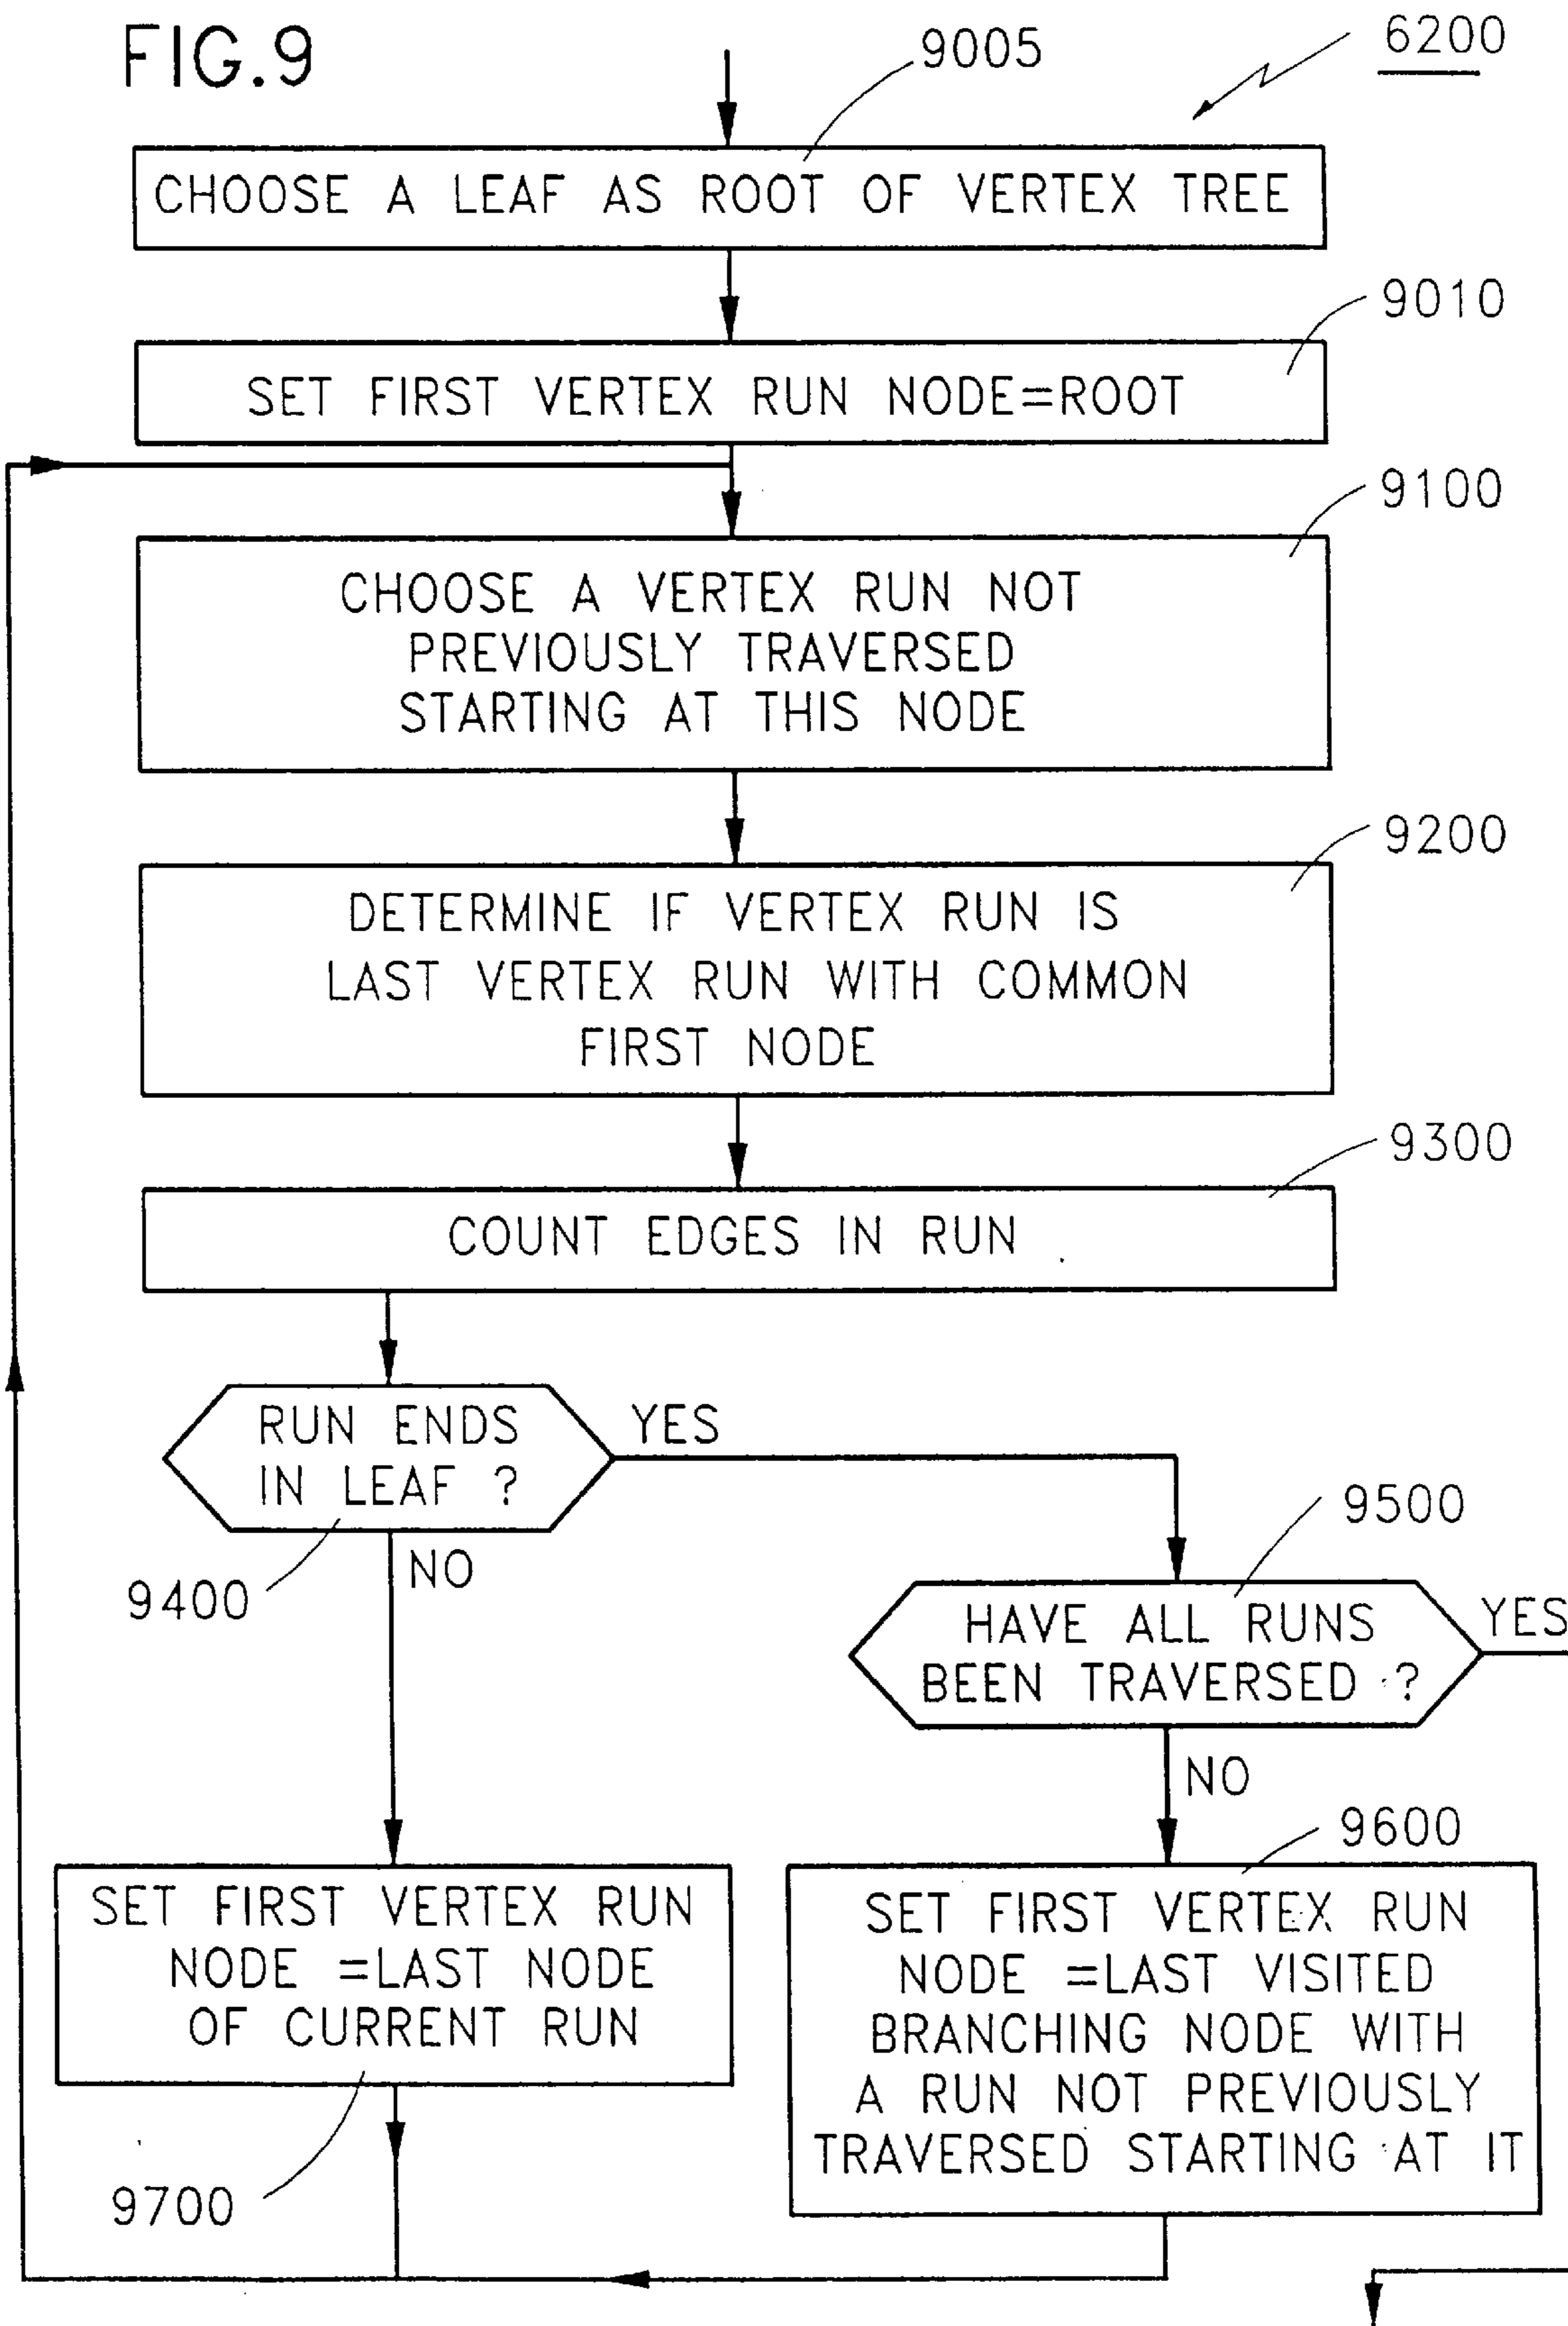 FIG.9
6200
9005
CHOOSE A LEAF AS ROOT OF VERTEX TREE
9010
SET FIRST VERTEX RUN NODE=ROOT
9100
CHOOSE A VERTEX RUN NOT
PREVIOUSLY TRAVERSED
STARTING AT THIS NODE
9200
DETERMINE IF VERTEX RUN IS
LAST VERTEX RUN WITH COMMON
FIRST NODE
9300
COUNT EDGES IN RUN
RUN ENDS
IN LEAF ?
YES
NO
9400
9500
HAVE ALL RUNS
BEEN TRAVERSED ?
YES
NO
9600
SET FIRST VERTEX RUN
NODE =LAST NODE
OF CURRENT RUN
9700
SET FIRST VERTEX RUN
NODE =LAST VISITED
BRANCHING NODE WITH
A RUN NOT PREVIOUSLY
TRAVERSED STARTING AT IT